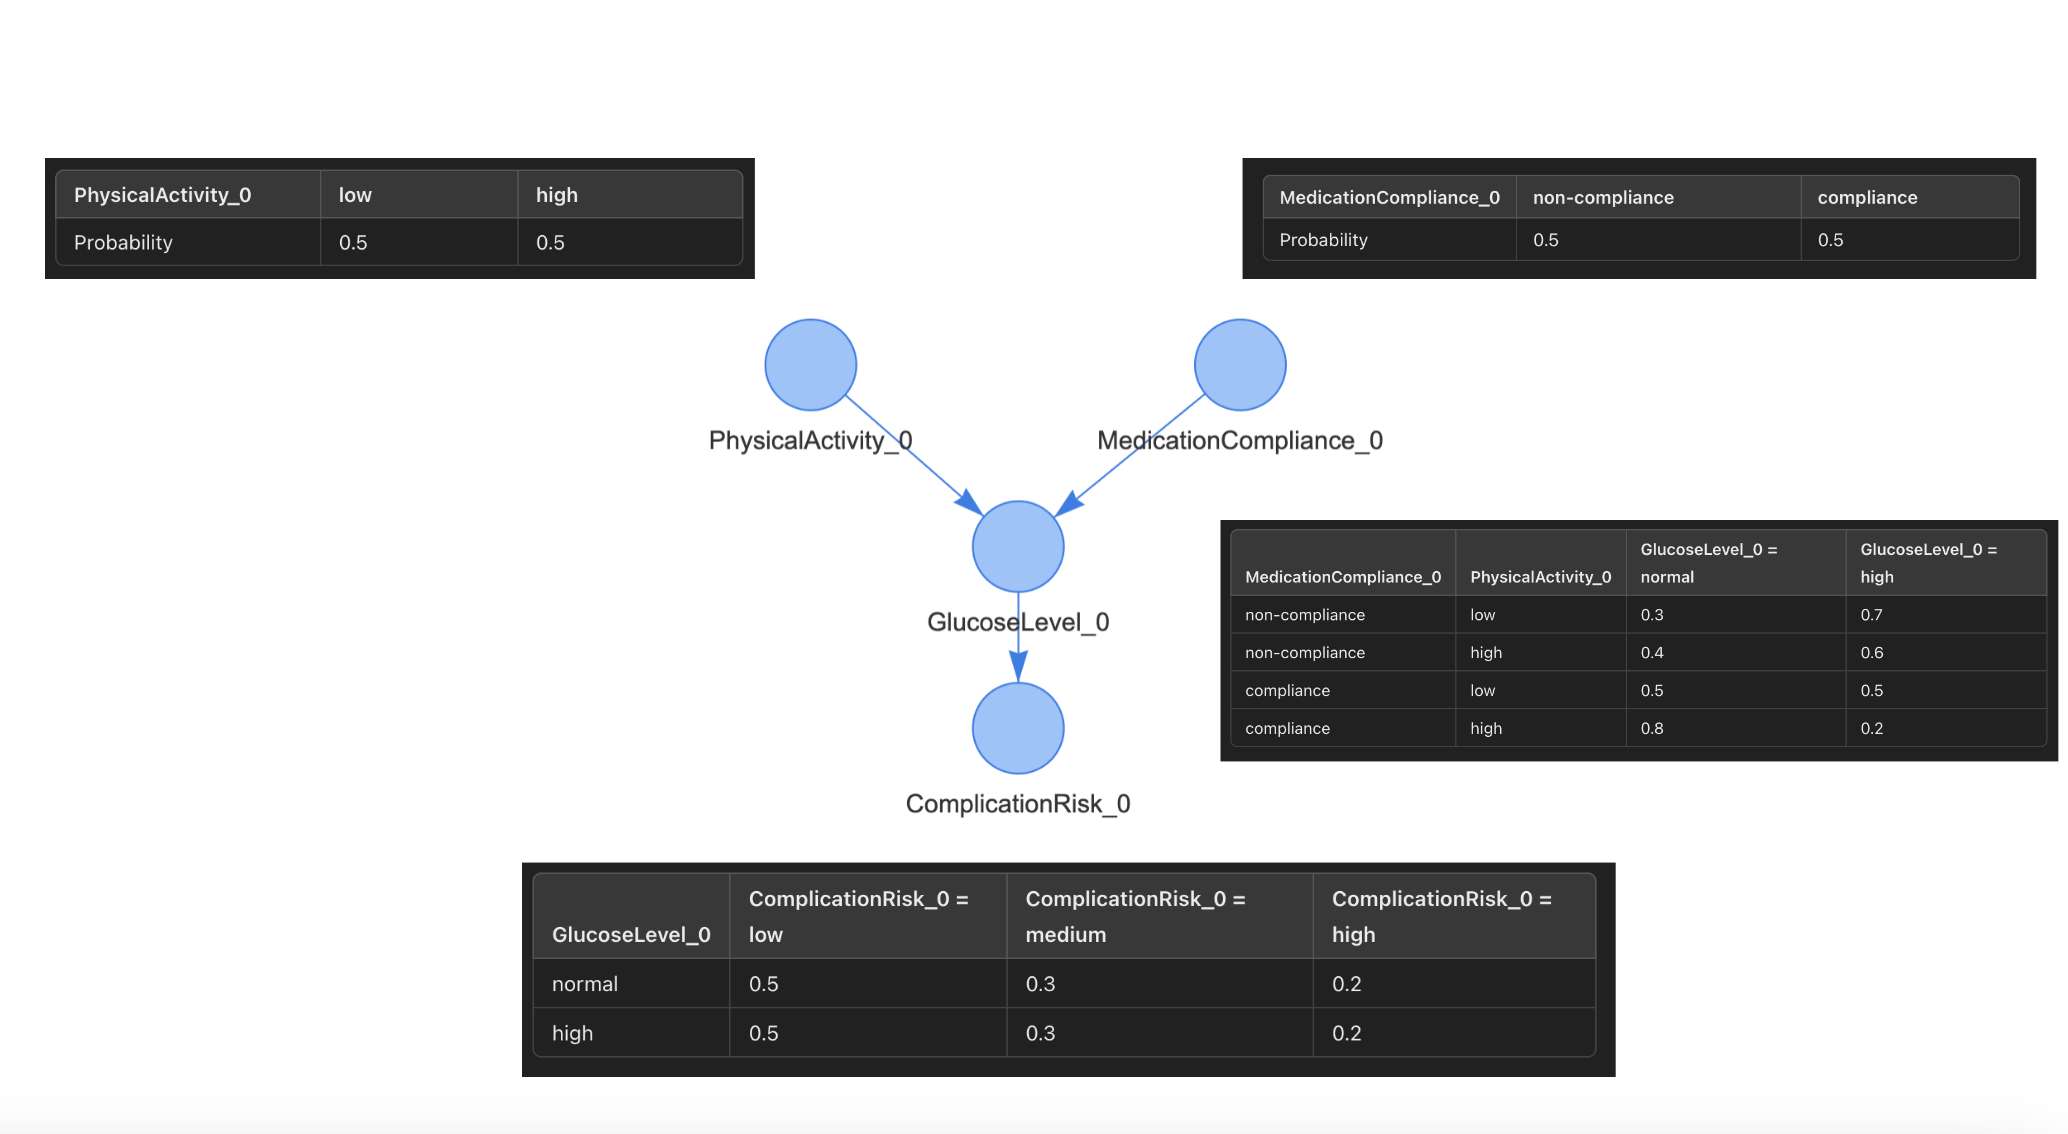 PhysicalActivity_0 low high
Probability 0.5 0.5
MedicationCompliance_0 non-compliance compliance
Probability 0.5 0.5
PhysicalActivity_0
MedicationCompliance_0
GlucoseLevel_0
ComplicationRisk_0
GlucoseLevel_0 = GlucoseLevel_0 =
MedicationCompliance_0 PhysicalActivity_0 normal high
non-compliance low 0.3 0.7
non-compliance high 0.4 0.6
compliance low 0.5 0.5
compliance high 0.8 0.2
ComplicationRisk_0 = ComplicationRisk_0 = ComplicationRisk_0 =
GlucoseLevel_0 low medium high
normal 0.5 0.3 0.2
high 0.5 0.3 0.2